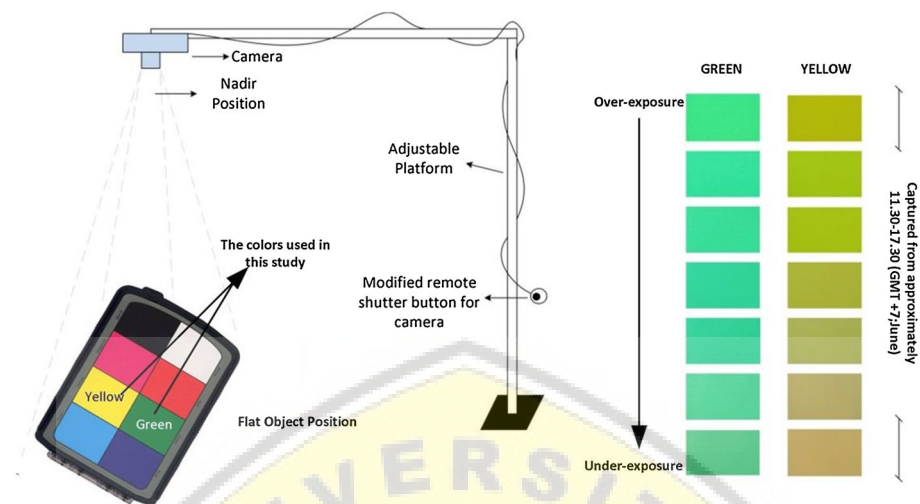 Camera
Nadir
Position
Adjustable
Platform
Modified remote
shutter button for
camera
The colors used in
this study
Yellow
Green
Flat Object Position
GREEN
YELLOW
Over-exposure
Under-exposure
Captured from approximately
11.30-17.30 (GMT +7;June)
VERSIT